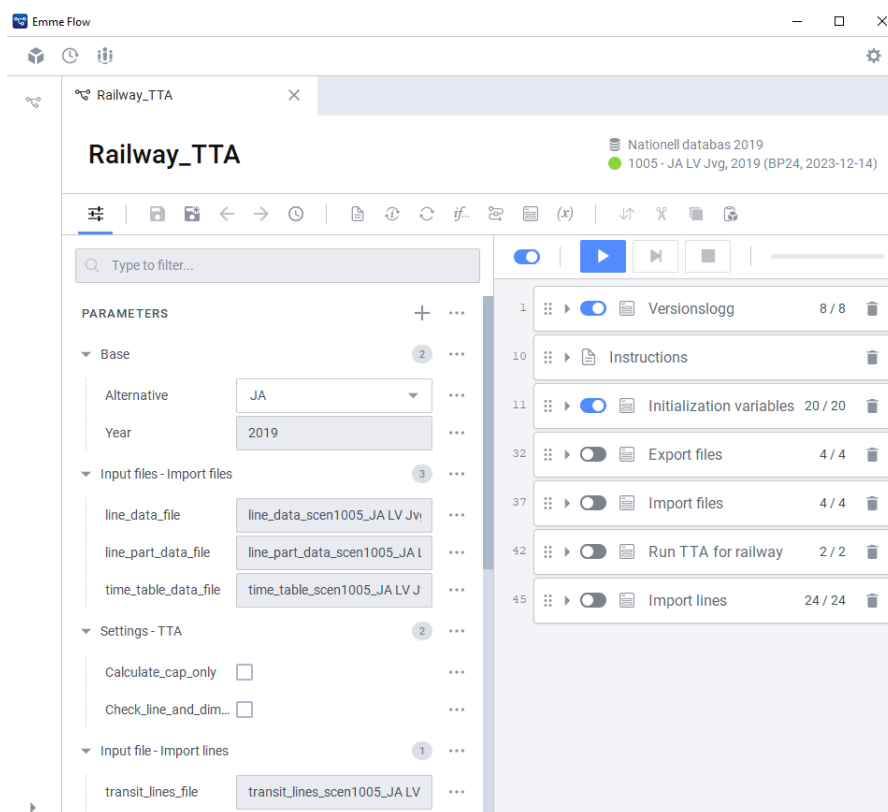 Emme Flow
Railway_TTA
Railway_TTA
Nationell databas 2019
1005 - JA LV Jvg, 2019 (BP24, 2023-12-14)
if...
(x)
Type to filter...
PARAMETERS
Base 2
Alternative JA
Year 2019
Input files - Import files 3
line_data_file line_data_scen1005_JA LV Jvg
line_part_data_file line_part_data_scen1005_JA L
time_table_data_file time_table_scen1005_JA LV J
Settings - TTA 2
Calculate_cap_only
Check_line_and_dim...
Input file - Import lines 1
transit_lines_file transit_lines_scen1005_JA LV
1 Versionslogg 8 / 8
10 Instructions
11 Initialization variables 20 / 20
32 Export files 4 / 4
37 Import files 4 / 4
42 Run TTA for railway 2 / 2
45 Import lines 24 / 24